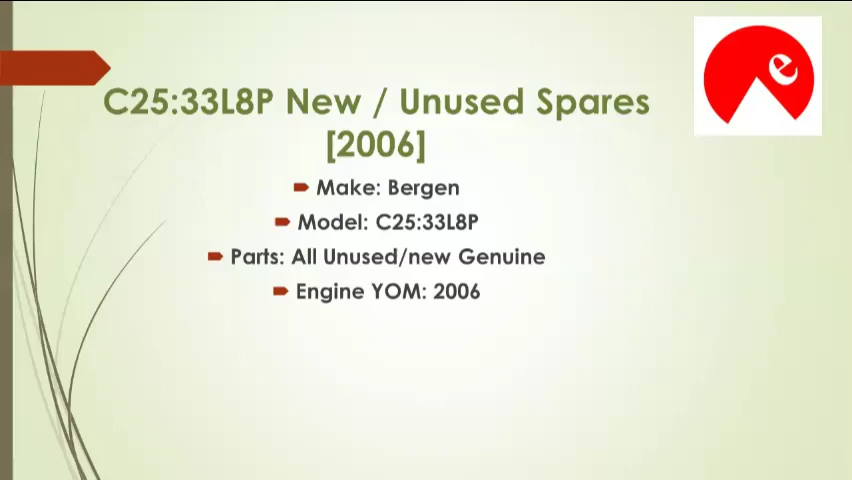 e
C25:33L8P New / Unused Spares
[2006]
Make: Bergen
Model: C25:33L8P
Parts: All Unused/new Genuine
Engine YOM: 2006